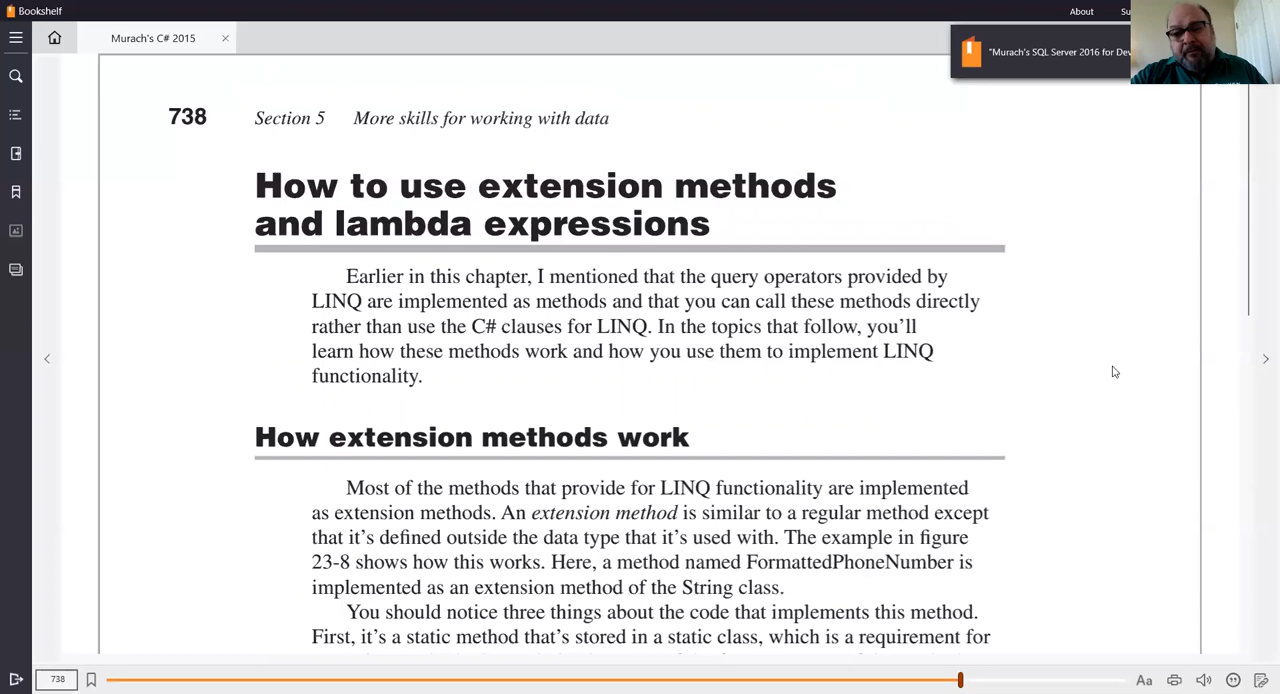 Bookshelf
About
Murach's C# 2015
"Murach's SQL Server 2016 for Dev
738 Section 5 More skills for working with data
How to use extension methods
and lambda expressions
Earlier in this chapter, I mentioned that the query operators provided by
LINQ are implemented as methods and that you can call these methods directly
rather than use the C# clauses for LINQ. In the topics that follow, you'll
learn how these methods work and how you use them to implement LINQ
functionality.
How extension methods work
Most of the methods that provide for LINQ functionality are implemented
as extension methods. An extension method is similar to a regular method except
that it's defined outside the data type that it's used with. The example in figure
23-8 shows how this works. Here, a method named FormattedPhoneNumber is
implemented as an extension method of the String class.
You should notice three things about the code that implements this method.
First, it's a static method that's stored in a static class, which is a requirement for
738
Aa